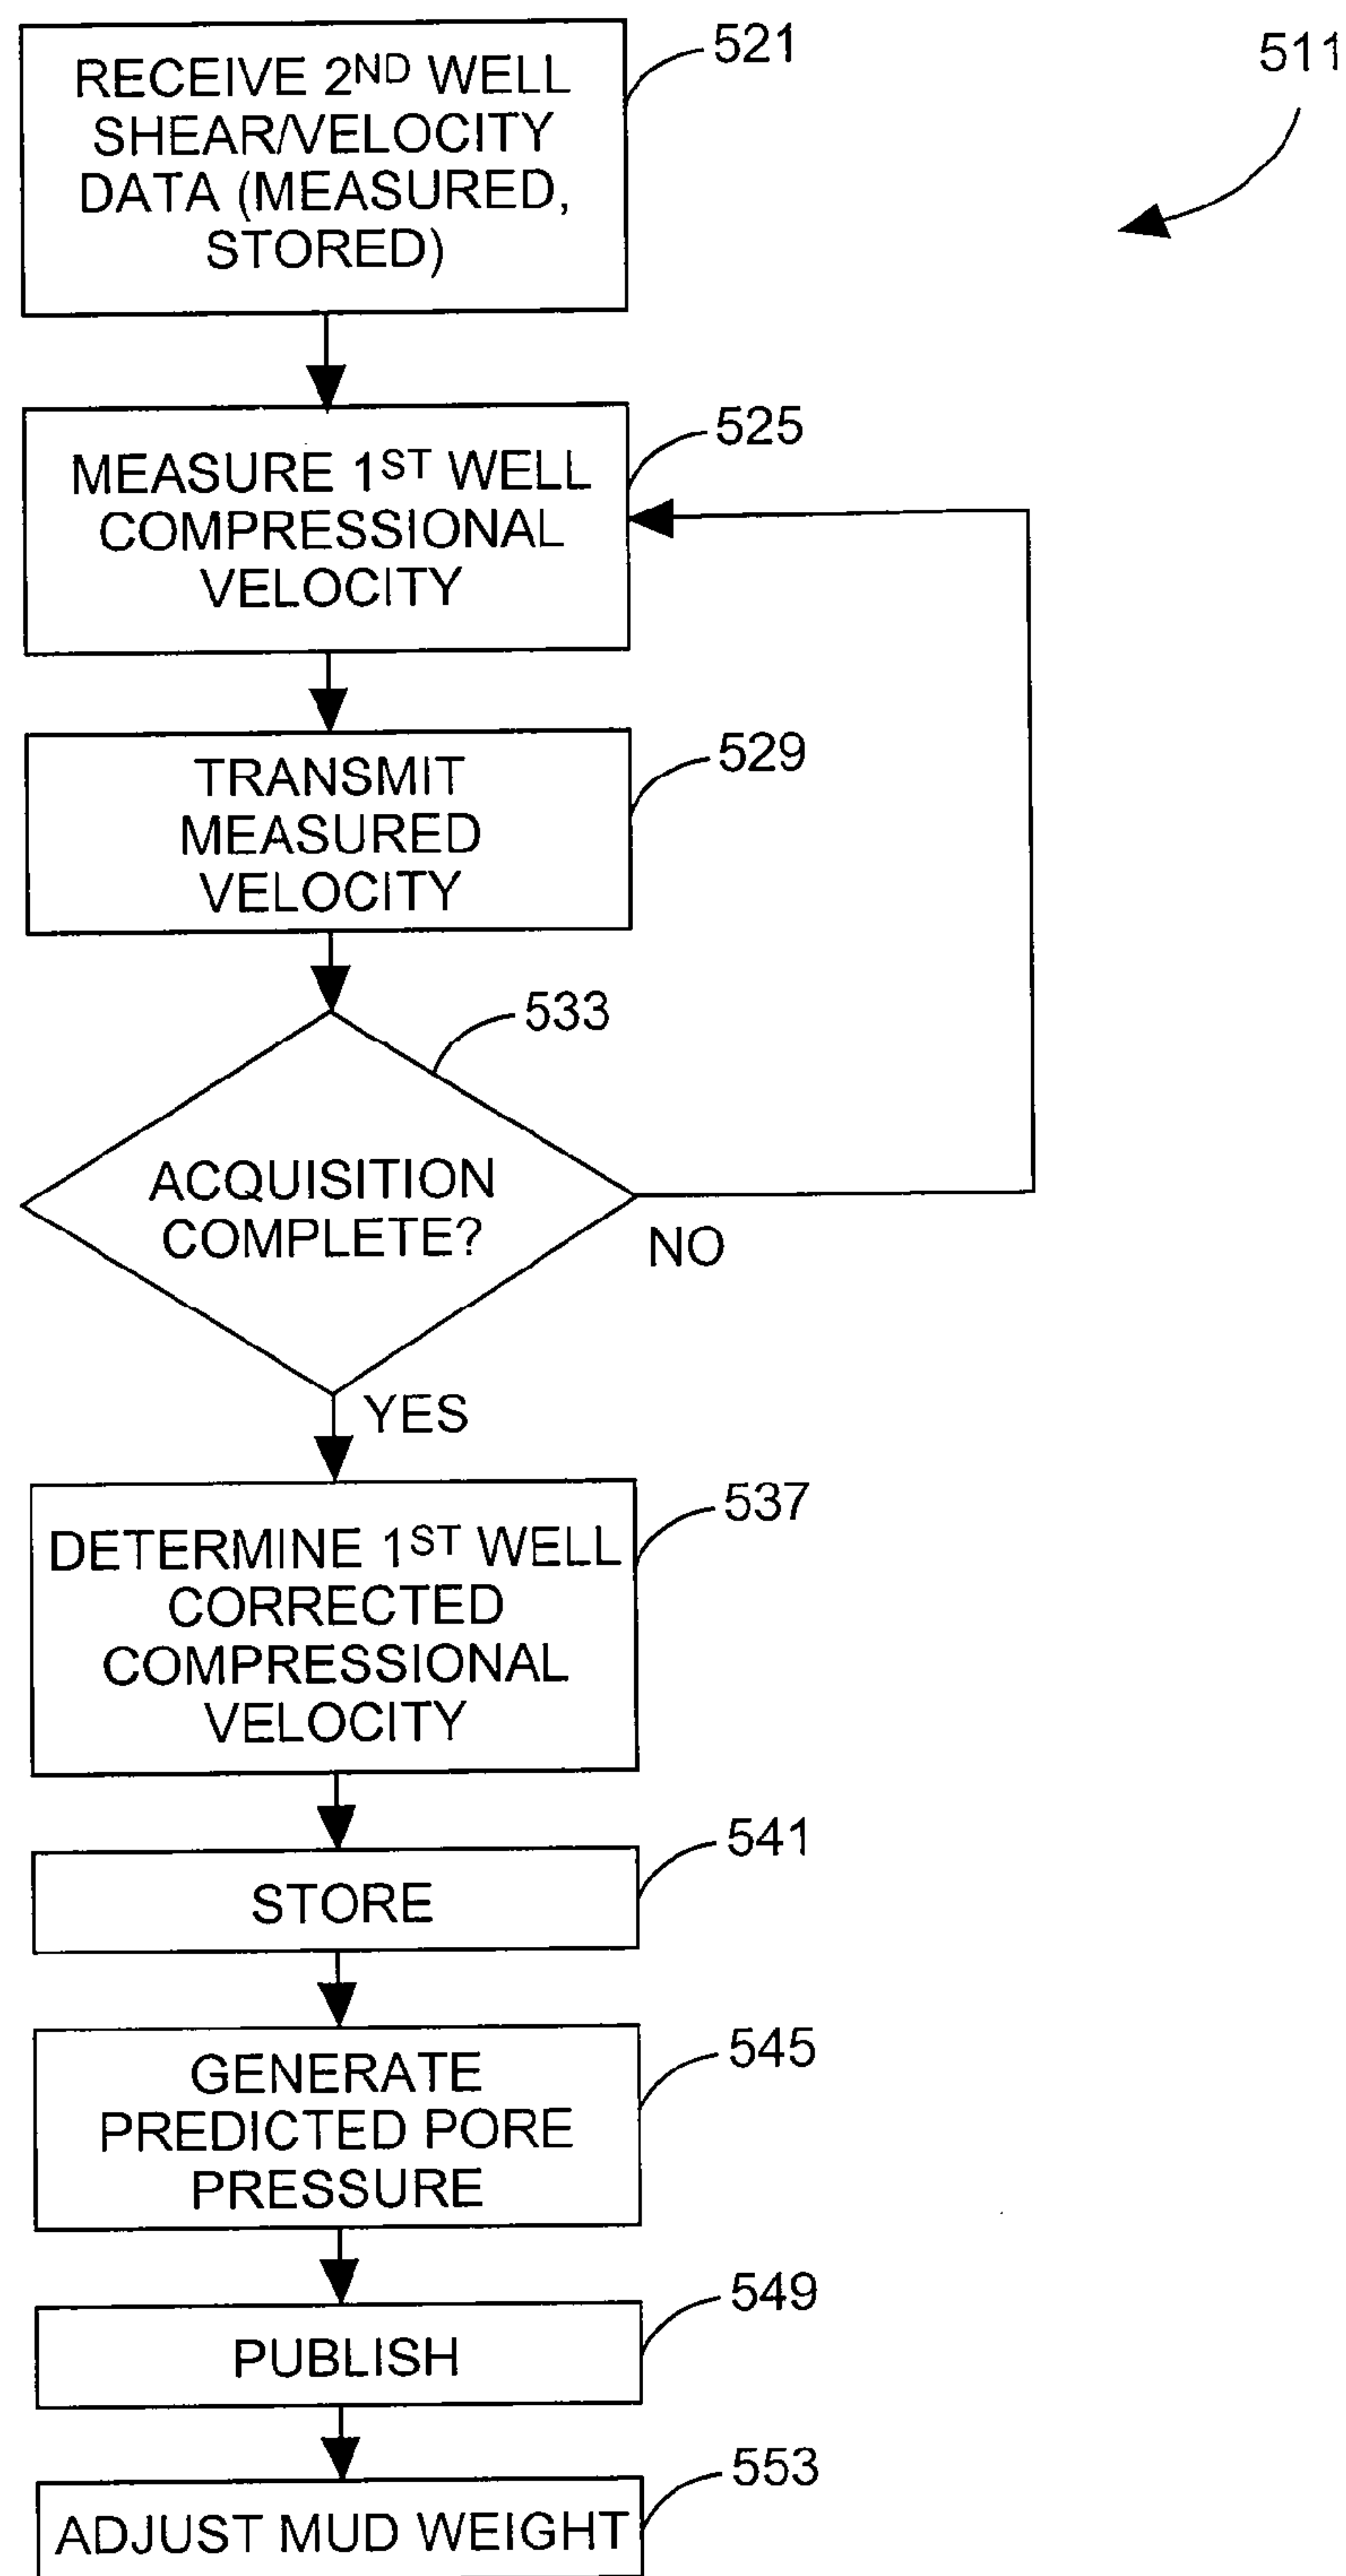 521
511
RECEIVE 2ND WELL
SHEAR/VELOCITY
DATA (MEASURED,
STORED)
525
MEASURE 1ST WELL
COMPRESSIONAL
VELOCITY
529
TRANSMIT
MEASURED
VELOCITY
533
ACQUISITION
COMPLETE?
NO
YES
537
DETERMINE 1ST WELL
CORRECTED
COMPRESSIONAL
VELOCITY
541
STORE
545
GENERATE
PREDICTED PORE
PRESSURE
549
PUBLISH
553
ADJUST MUD WEIGHT